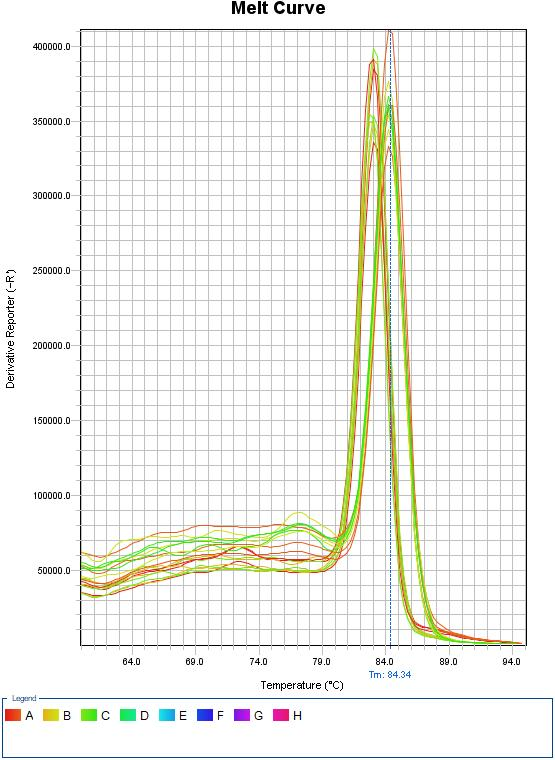 Melt Curve
400000.0
350000.0
300000.0
250000.0
200000.0
150000.0
100000.0
50000.0
Derivative Reporter (-R')
64.0 69.0 74.0 79.0 84.0 89.0 94.0
Tm: 84.34
Temperature (°C)
Legend
A B C D E F G H